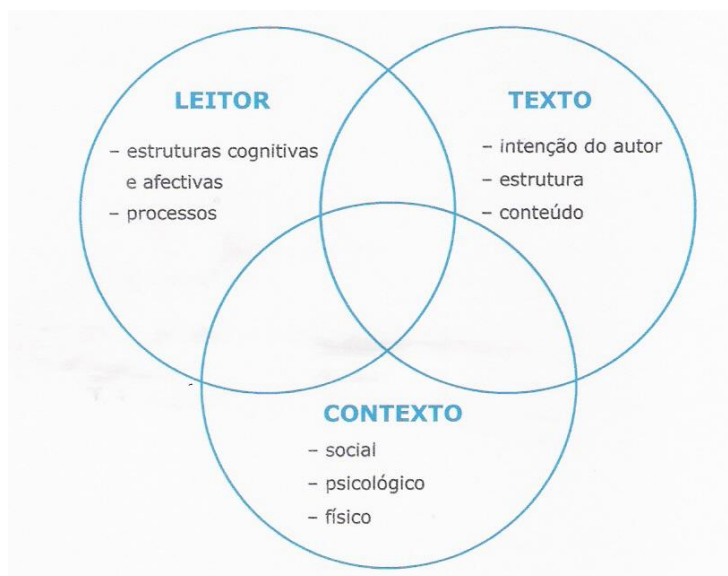 LEITOR
– estruturas cognitivas
e afectivas
– processos
TEXTO
– intenção do autor
– estrutura
– conteúdo
CONTEXTO
– social
– psicológico
– físico